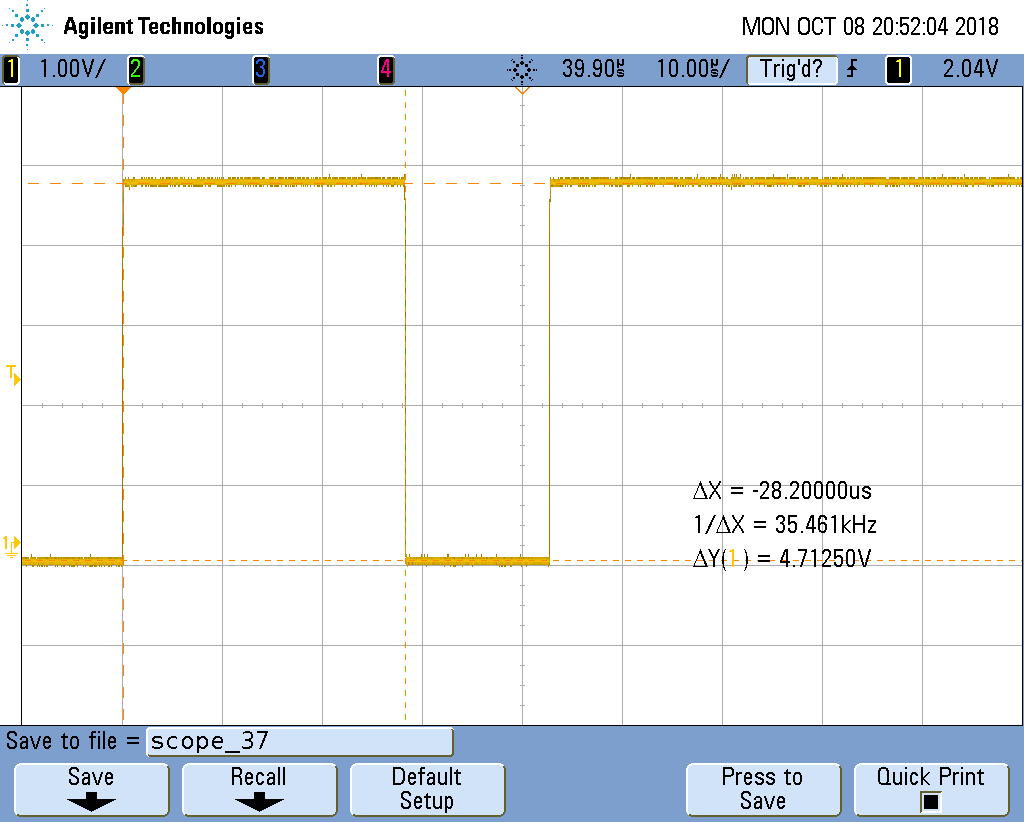 Agilent Technologies MON OCT 08 20:52:04 2018
1 1.00V/ 2 3 4 39.90µs 10.00µs/ Trig'd? 1 2.04V
T
1
ΔX = -28.20000us
1/ΔX = 35.461kHz
ΔY(1) = 4.71250V
Save to file = scope_37
Save Recall Default Setup Press to Save Quick Print